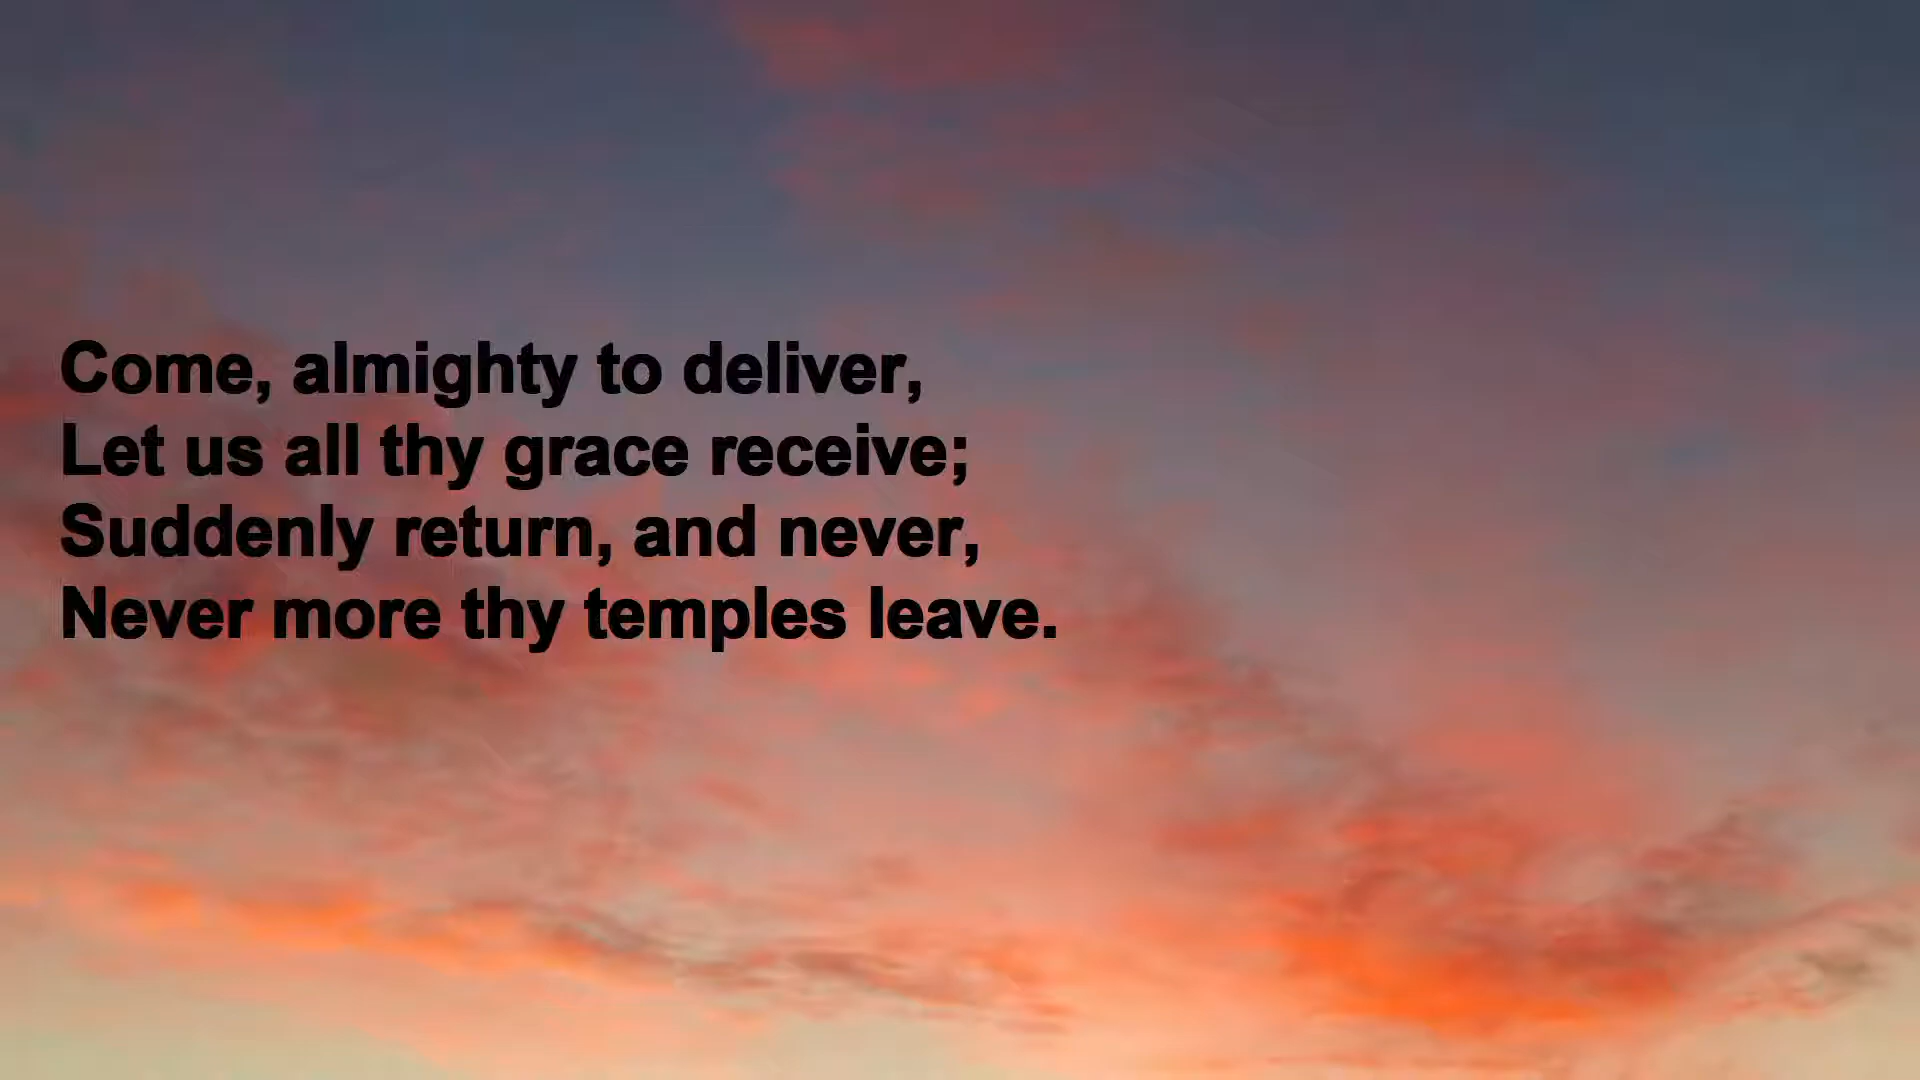 Come, almighty to deliver,
Let us all thy grace receive;
Suddenly return, and never,
Never more thy temples leave.